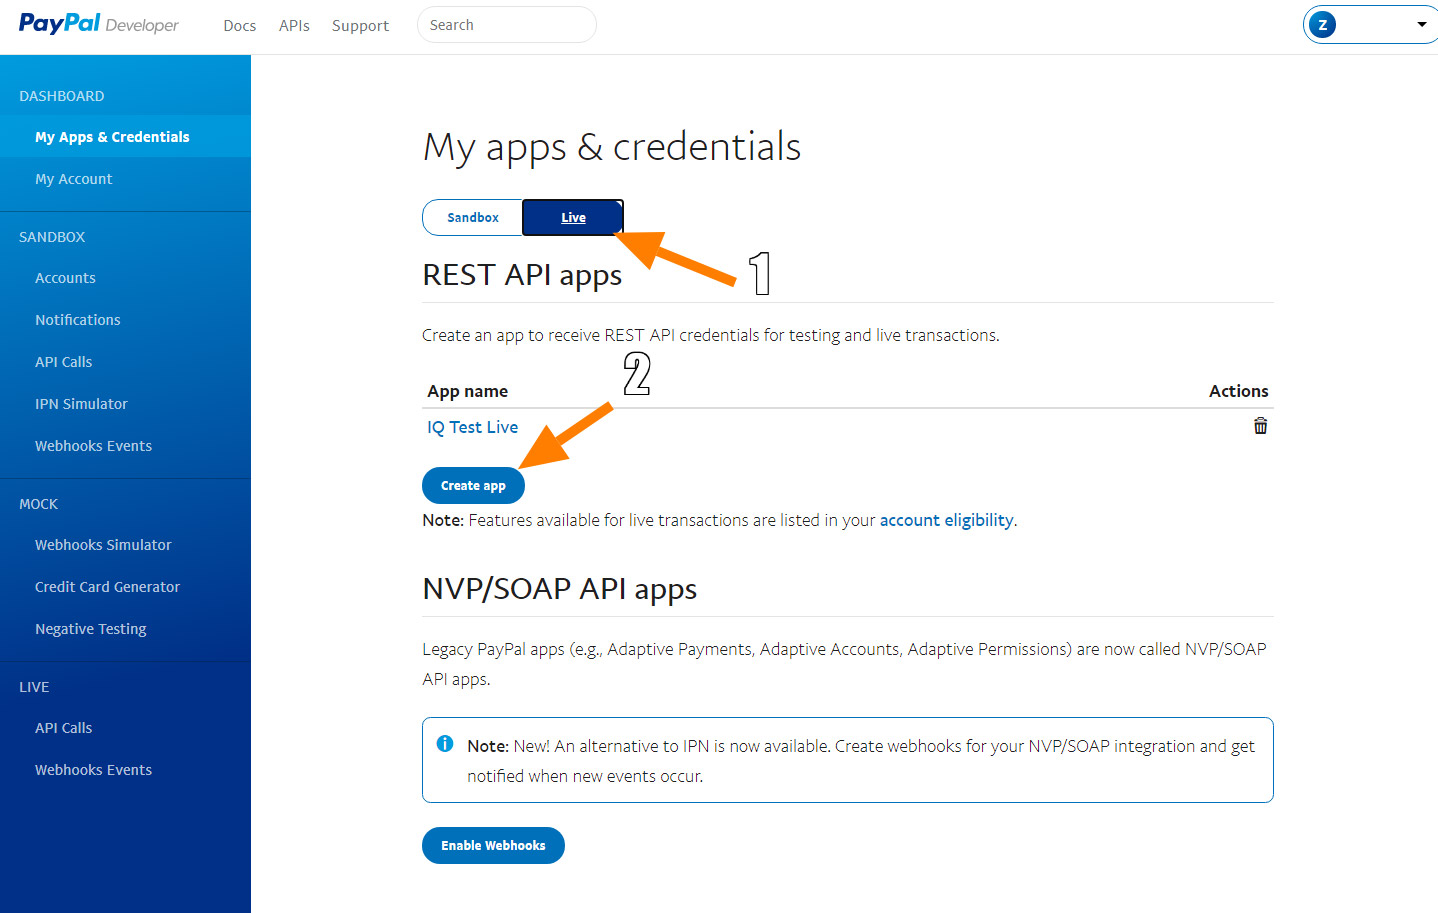 PayPal Developer
Docs APIs Support
Search
Z
DASHBOARD
My Apps & Credentials
My Account
SANDBOX
Accounts
Notifications
API Calls
IPN Simulator
Webhooks Events
MOCK
Webhooks Simulator
Credit Card Generator
Negative Testing
LIVE
API Calls
Webhooks Events
My apps & credentials
Sandbox Live
1
REST API apps
Create an app to receive REST API credentials for testing and live transactions.
2
App name Actions
IQ Test Live
Create app
Note: Features available for live transactions are listed in your account eligibility.
NVP/SOAP API apps
Legacy PayPal apps (e.g., Adaptive Payments, Adaptive Accounts, Adaptive Permissions) are now called NVP/SOAP
API apps.
Note: New! An alternative to IPN is now available. Create webhooks for your NVP/SOAP integration and get
notified when new events occur.
Enable Webhooks